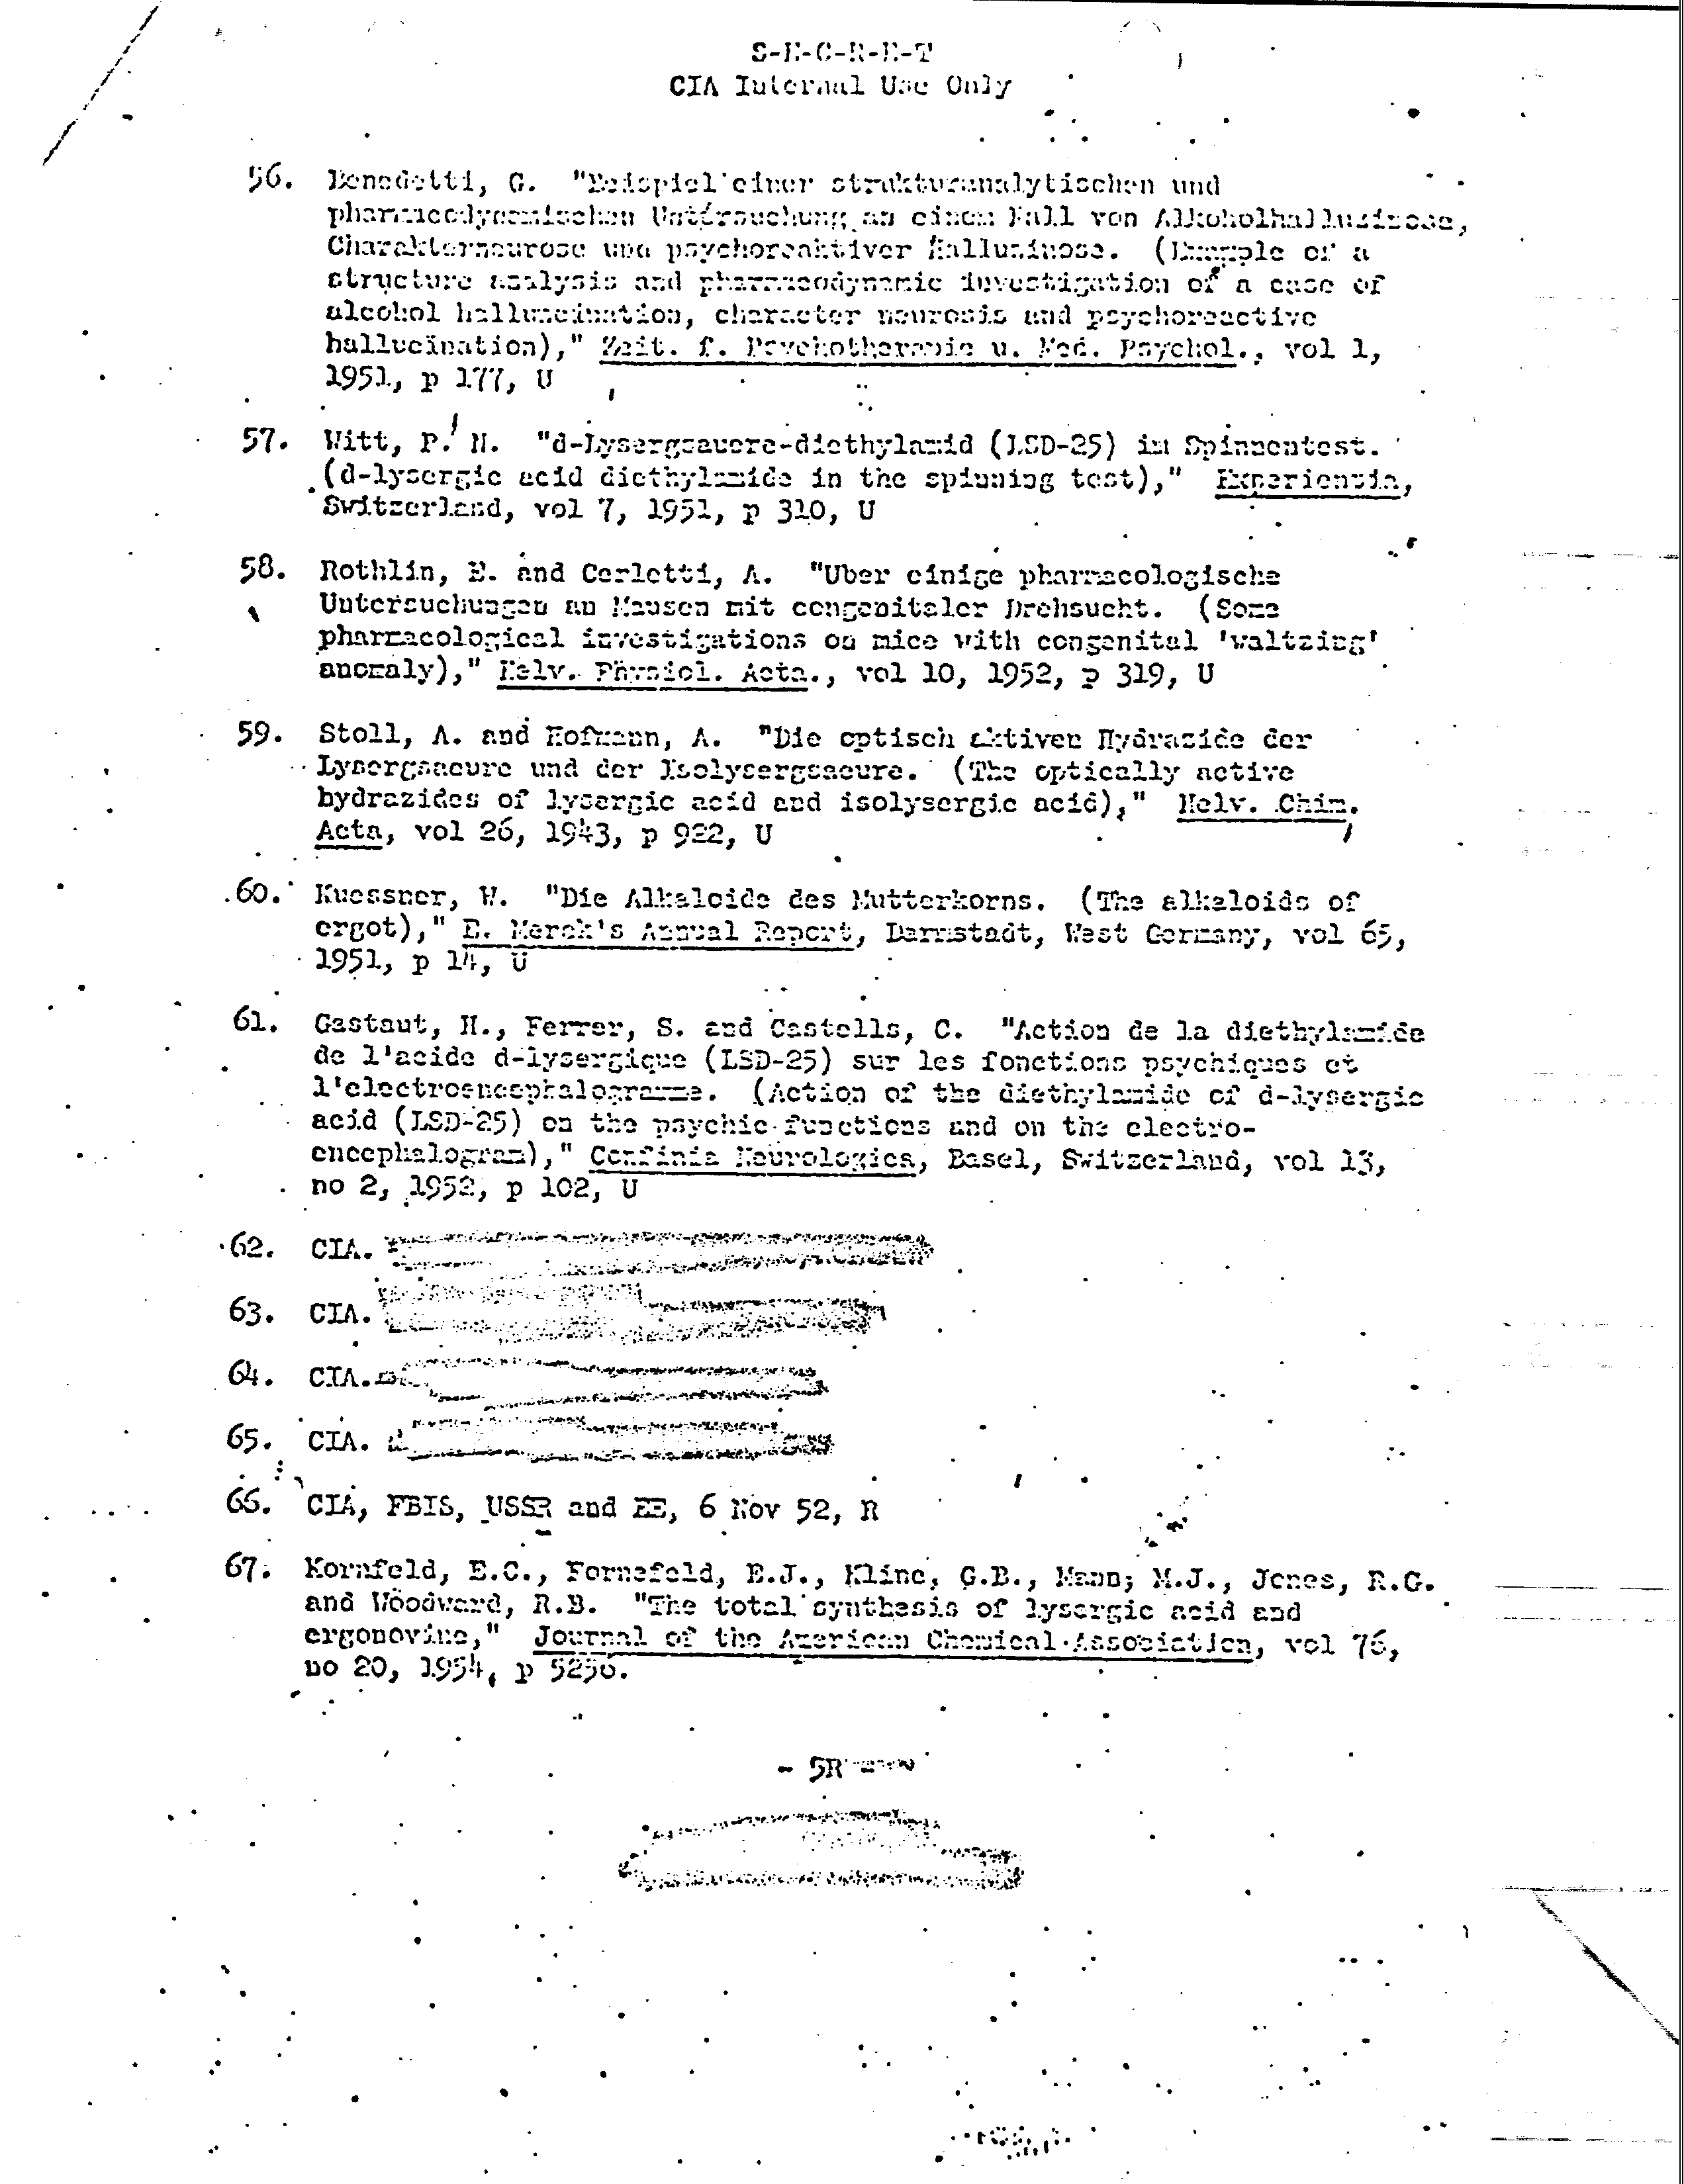 S-E-C-R-E-T
CIA Internal Use Only
56. Benedetti, G. "Beispiel einer strukturanalytischen und
pharmacodynamischen Untersuchung an einem Fall von Alkoholhalluzinose,
Charakterneurose und psychoreaktiver Halluzinose. (Example of a
structure analysis and pharmacodynamic investigation of a case of
alcohol hallucination, character neurosis and psychoreactive
hallucination)," Zeit. f. Psychotherapie u. Med. Psychol., vol 1,
1951, p 177, U
57. Witt, P. N. "d-Lysergsauere-diethylamid (LSD-25) im Spinnentest.
(d-lysergic acid diethylamide in the spinning test)," Experientia,
Switzerland, vol 7, 1951, p 310, U
58. Rothlin, E. and Cerletti, A. "Uber einige pharmacologische
Untersuchungen an Mausen mit congenitaler Drehsucht. (Some
pharmacological investigations on mice with congenital 'waltzing'
anomaly)," Helv. Physiol. Acta., vol 10, 1952, p 319, U
59. Stoll, A. and Hofmann, A. "Die optisch aktiven Hydrazide der
Lysergsaeure und der Isolysergsaeure. (The optically active
hydrazides of lysergic acid and isolysergic acid)," Helv. Chim.
Acta, vol 26, 1943, p 922, U
60. Kuessner, W. "Die Alkaloide des Mutterkorns. (The alkaloids of
ergot)," E. Merck's Annual Report, Darmstadt, West Germany, vol 65,
1951, p 14, U
61. Gastaut, H., Ferrer, S. and Castells, C. "Action de la diethylamide
de l'acide d-lysergique (LSD-25) sur les fonctions psychiques et
l'electroencephalogramme. (Action of the diethylamide of d-lysergic
acid (LSD-25) on the psychic functions and on the electro-
encephalogram)," Confinia Neurologica, Basel, Switzerland, vol 13,
no 2, 1952, p 102, U
62. CIA.
63. CIA.
64. CIA.
65. CIA.
66. CIA, FBIS, USSR and EE, 6 Nov 52, R
67. Kornfeld, E.C., Fornefeld, E.J., Kline, G.B., Mann, M.J., Jones, R.G.
and Woodward, R.B. "The total synthesis of lysergic acid and
ergonovine," Journal of the American Chemical Association, vol 76,
no 20, 1954, p 5256.
- 5R